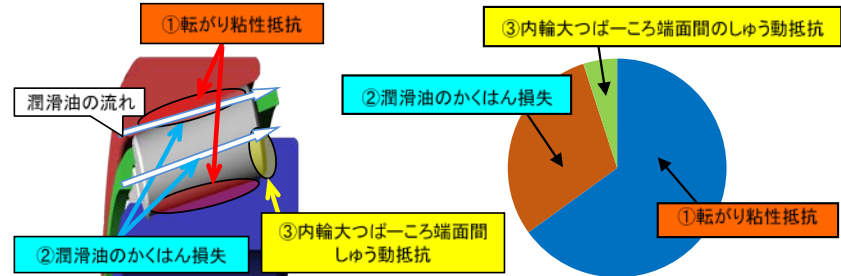 ①転がり粘性抵抗
潤滑油の流れ
②潤滑油のかくはん損失
③内輪大つばーころ端面間
しゅう動抵抗
③内輪大つばーころ端面間のしゅう動抵抗
②潤滑油のかくはん損失
①転がり粘性抵抗